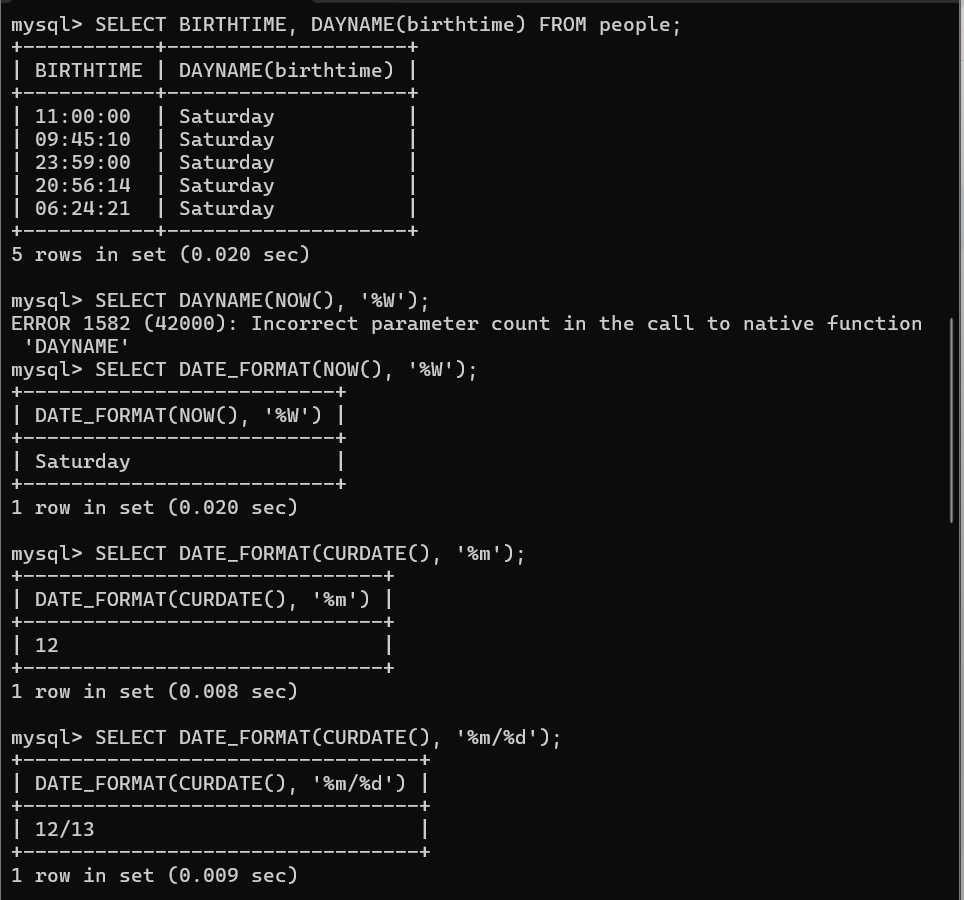 mysql> SELECT BIRTHTIME, DAYNAME(birthtime) FROM people;
+-----------+--------------------+
| BIRTHTIME | DAYNAME(birthtime) |
+-----------+--------------------+
| 11:00:00  | Saturday           |
| 09:45:10  | Saturday           |
| 23:59:00  | Saturday           |
| 20:56:14  | Saturday           |
| 06:24:21  | Saturday           |
+-----------+--------------------+
5 rows in set (0.020 sec)

mysql> SELECT DAYNAME(NOW(), '%W');
ERROR 1582 (42000): Incorrect parameter count in the call to native function
 'DAYNAME'
mysql> SELECT DATE_FORMAT(NOW(), '%W');
+--------------------------+
| DATE_FORMAT(NOW(), '%W') |
+--------------------------+
| Saturday                 |
+--------------------------+
1 row in set (0.020 sec)

mysql> SELECT DATE_FORMAT(CURDATE(), '%m');
+------------------------------+
| DATE_FORMAT(CURDATE(), '%m') |
+------------------------------+
| 12                           |
+------------------------------+
1 row in set (0.008 sec)

mysql> SELECT DATE_FORMAT(CURDATE(), '%m/%d');
+---------------------------------+
| DATE_FORMAT(CURDATE(), '%m/%d') |
+---------------------------------+
| 12/13                           |
+---------------------------------+
1 row in set (0.009 sec)